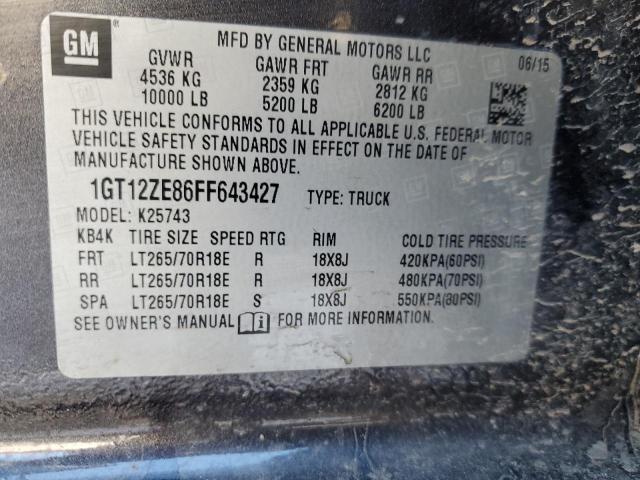 GM
MFD BY GENERAL MOTORS LLC
06/15
GVWR GAWR FRT GAWR RR
4536 KG 2359 KG 2812 KG
10000 LB 5200 LB 6200 LB
THIS VEHICLE CONFORMS TO ALL APPLICABLE U.S. FEDERAL MOTOR
VEHICLE SAFETY STANDARDS IN EFFECT ON THE DATE OF
MANUFACTURE SHOWN ABOVE.
1GT12ZE86FF643427 TYPE: TRUCK
MODEL: K25743
KB4K TIRE SIZE SPEED RTG RIM COLD TIRE PRESSURE
FRT LT265/70R18E R 18X8J 420KPA(60PSI)
RR LT265/70R18E R 18X8J 480KPA(70PSI)
SPA LT265/70R18E S 18X8J 550KPA(80PSI)
SEE OWNER'S MANUAL i FOR MORE INFORMATION.